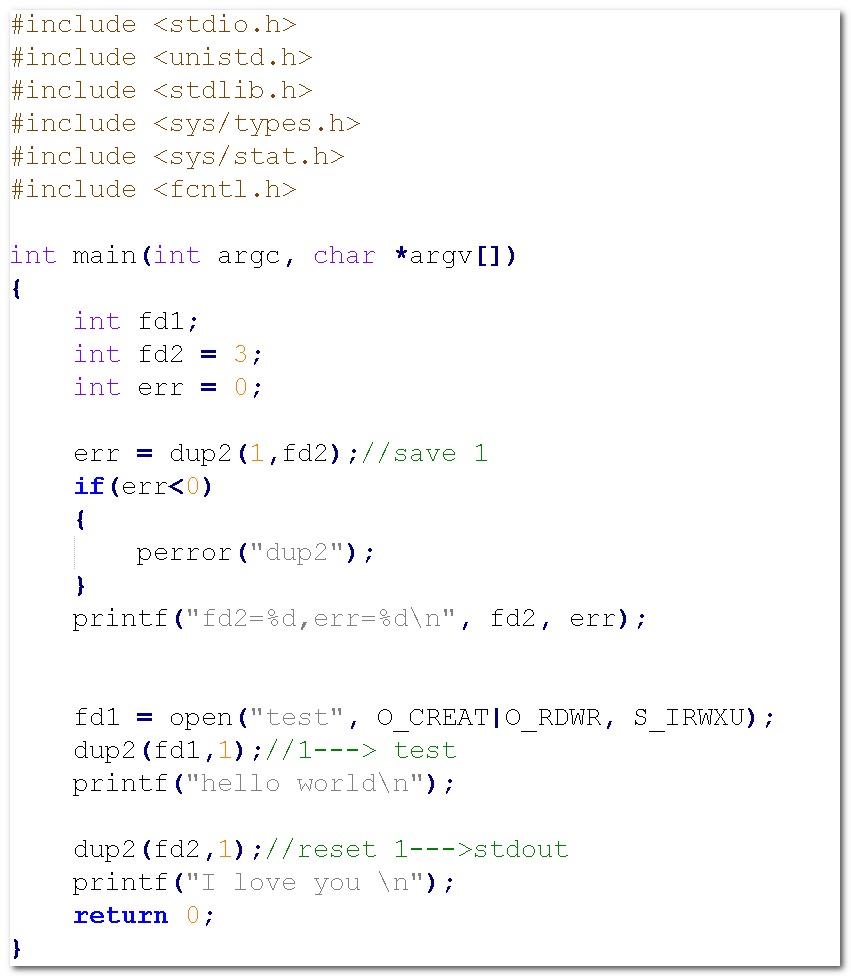 #include <stdio.h>
#include <unistd.h>
#include <stdlib.h>
#include <sys/types.h>
#include <sys/stat.h>
#include <fcntl.h>

int main(int argc, char *argv[])
{
    int fd1;
    int fd2 = 3;
    int err = 0;

    err = dup2(1,fd2);//save 1
    if(err<0)
    {
        perror("dup2");
    }
    printf("fd2=%d,err=%d\n", fd2, err);


    fd1 = open("test", O_CREAT|O_RDWR, S_IRWXU);
    dup2(fd1,1);//1---> test
    printf("hello world\n");

    dup2(fd2,1);//reset 1--->stdout
    printf("I love you \n");
    return 0;
}